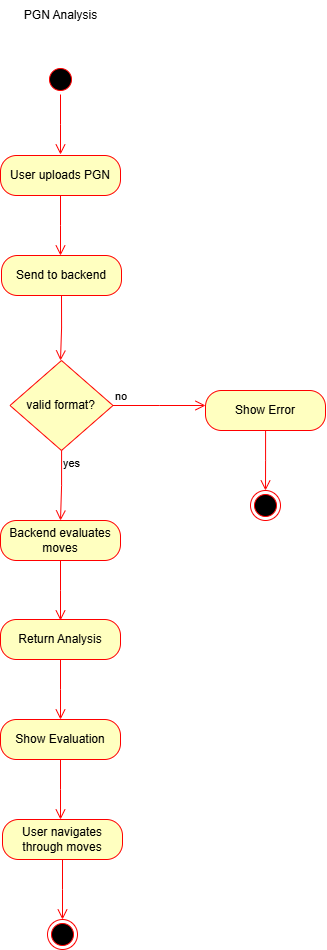 PGN Analysis
User uploads PGN
Send to backend
valid format?
no
Show Error
yes
Backend evaluates
moves
Return Analysis
Show Evaluation
User navigates
through moves